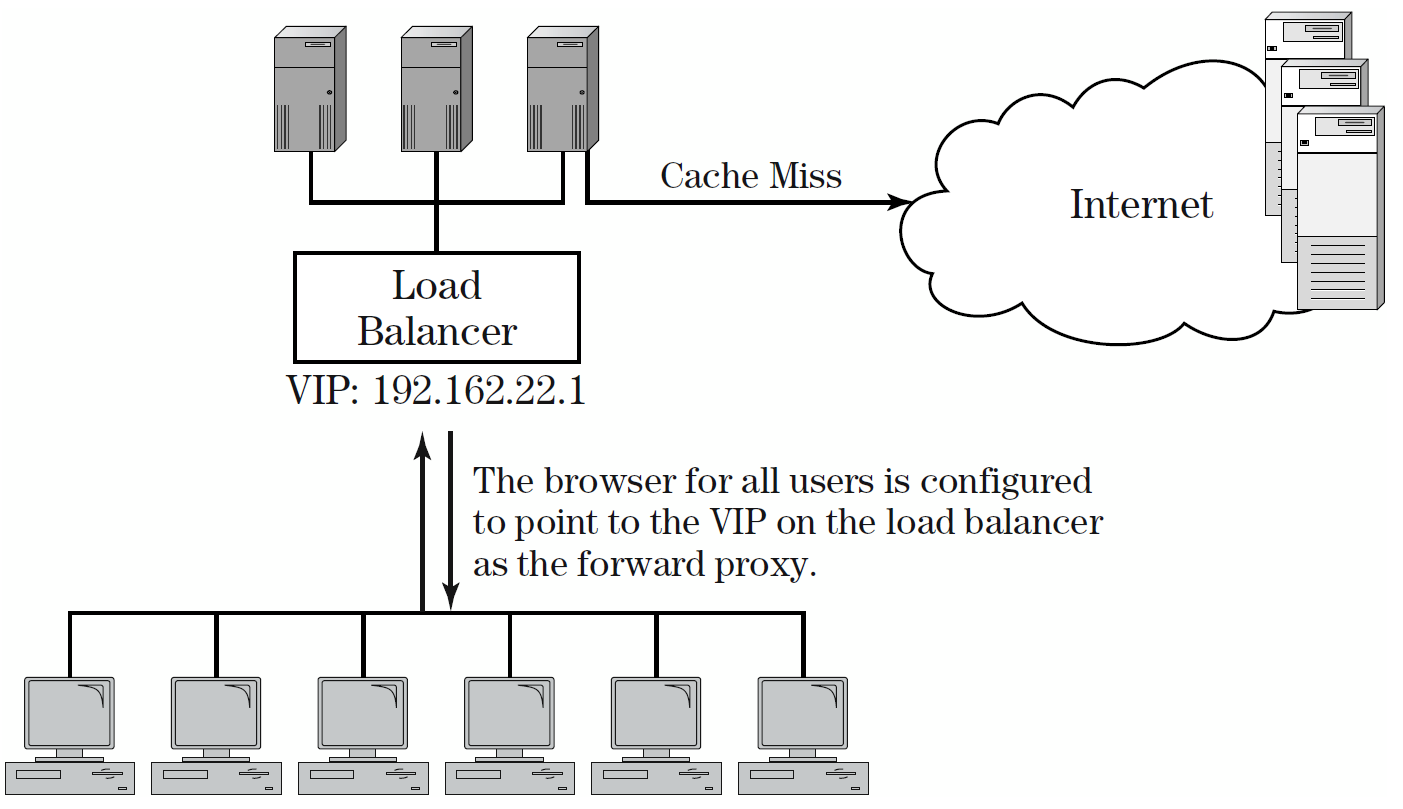 Cache Miss
Internet
Load
Balancer
VIP: 192.162.22.1
The browser for all users is configured
to point to the VIP on the load balancer
as the forward proxy.